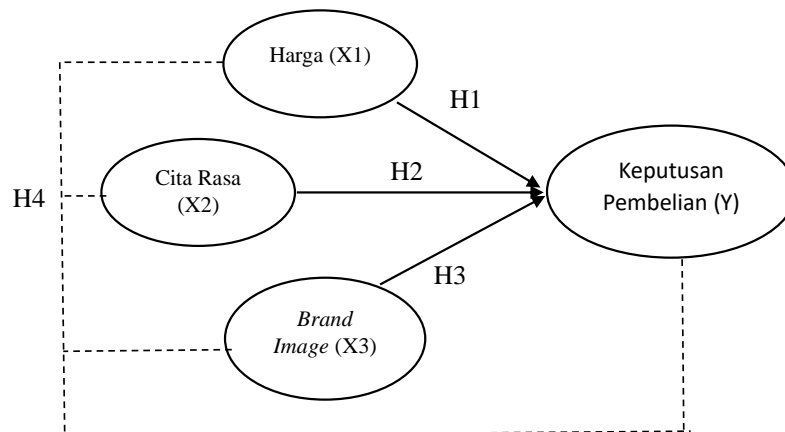 Harga (X1)
H1
Cita Rasa
(X2)
H2
H4
Keputusan
Pembelian (Y)
H3
Brand
Image (X3)